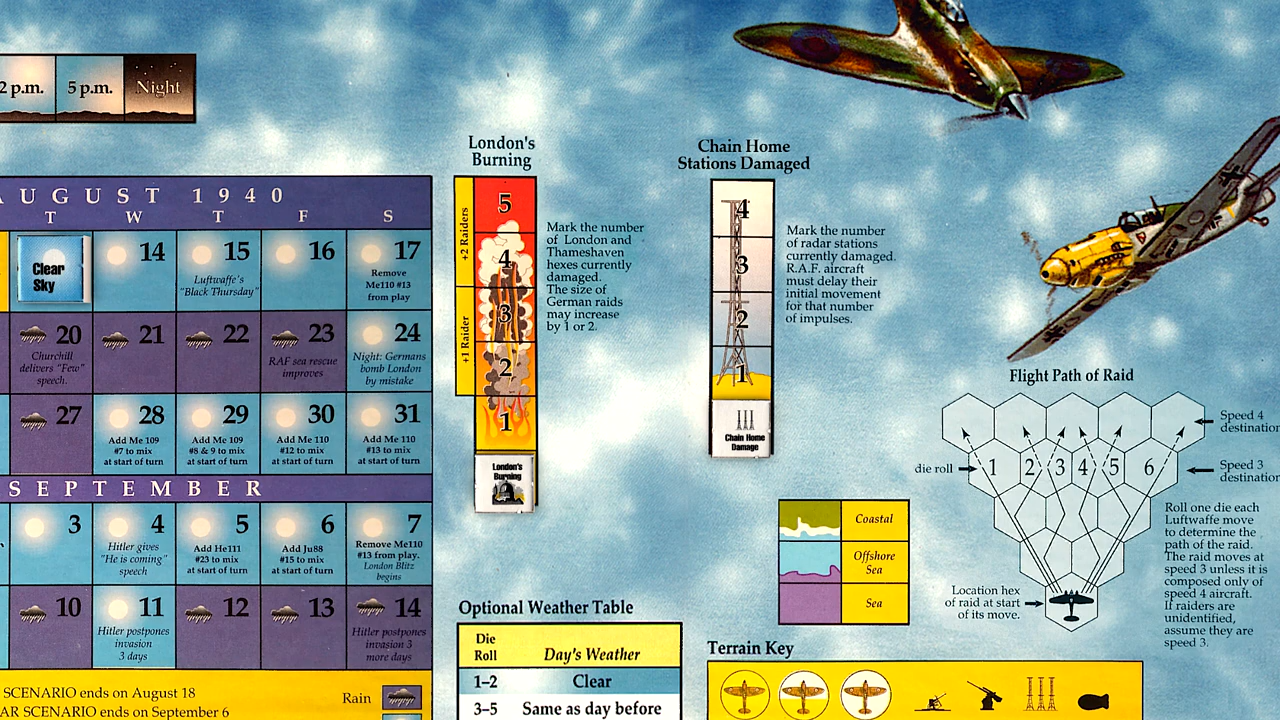 2 p.m. 5 p.m. Night
AUGUST 1940
T W T F S
Clear
Sky
14
15
Luftwaffe's
"Black Thursday"
16
17
Remove
Me110 #13
from play
20
Churchill
delivers "Few"
speech.
21
22
23
RAF sea rescue
improves
24
Night: Germans
bomb London
by mistake
27
28
Add Me 109
#7 to mix
at start of turn
29
Add Me 109
#8 & 9 to mix
at start of turn
30
Add Me 110
#12 to mix
at start of turn
31
Add Me 110
#13 to mix
at start of turn
SEPTEMBER
3
4
Hitler gives
"He is coming"
speech
5
Add He111
#23 to mix
at start of turn
6
Add Ju88
#15 to mix
at start of turn
7
Remove Me110
#13 from play.
London Blitz
begins
10
11
Hitler postpones
invasion
3 days
12
13
14
Hitler postpones
invasion 3
more days
SCENARIO ends on August 18
AR SCENARIO ends on September 6
Rain
London's
Burning
+2 Raiders
+1 Raider
5
4
3
2
1
London's
Burning
Mark the number
of London and
Thameshaven
hexes currently
damaged.
The size of
German raids
may increase
by 1 or 2.
Chain Home
Stations Damaged
4
3
2
1
Chain Home
Damage
Mark the number
of radar stations
currently damaged.
R.A.F. aircraft
must delay their
initial movement
for that number
of impulses.
Optional Weather Table
Die
Roll Day's Weather
1–2 Clear
3–5 Same as day before
Coastal
Offshore
Sea
Sea
Terrain Key
Flight Path of Raid
Speed 4
destination
die roll 1 2 3 4 5 6
Speed 3
destination
Location hex
of raid at start
of its move.
Roll one die each
Luftwaffe move
to determine the
path of the raid.
The raid moves at
speed 3 unless it is
composed only of
speed 4 aircraft.
If raiders are
unidentified,
assume they are
speed 3.